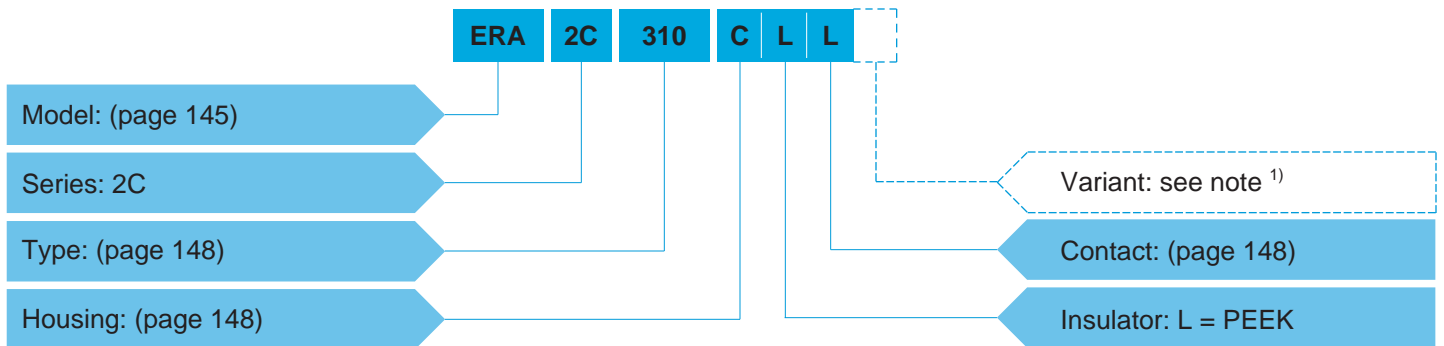 ERA 2C 310 C L L
Model: (page 145)
Series: 2C
Variant: see note 1)
Type: (page 148)
Contact: (page 148)
Housing: (page 148)
Insulator: L = PEEK